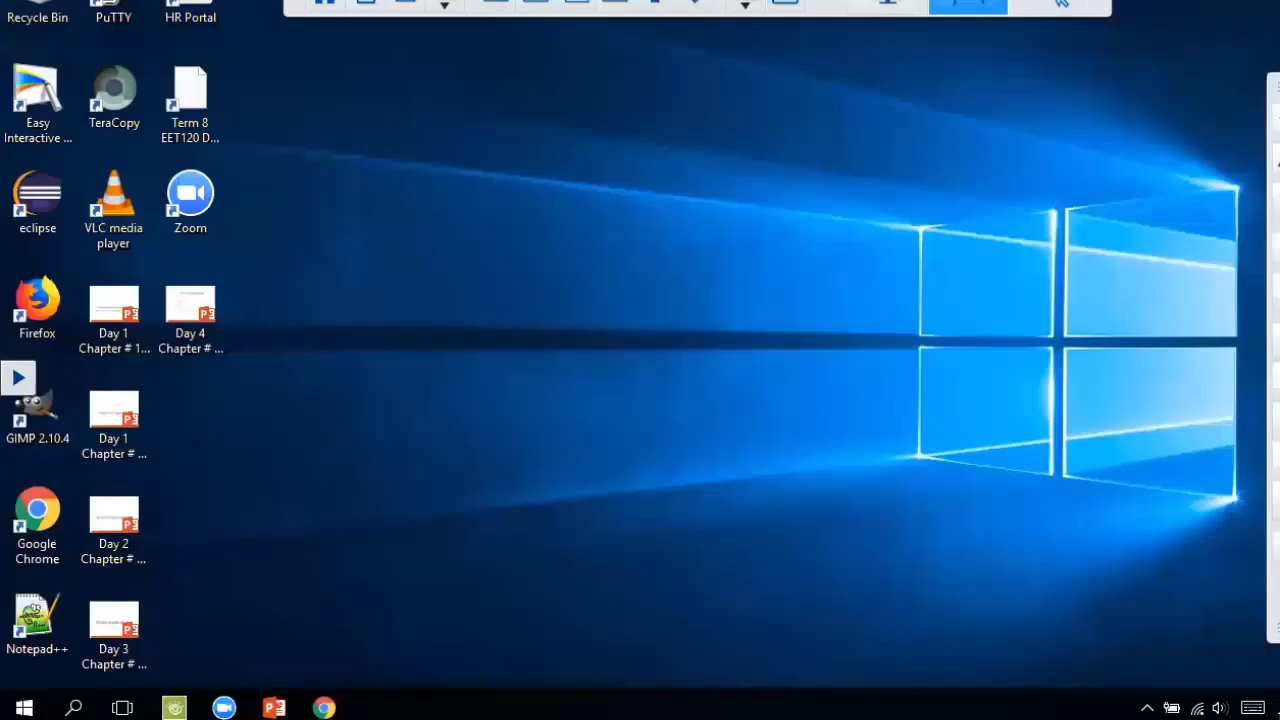 Recycle Bin
PuTTY
HR Portal
Easy
Interactive ...
TeraCopy
Term 8
EET120 D...
eclipse
VLC media
player
Zoom
Firefox
Day 1
Chapter # 1...
Day 4
Chapter # ...
GIMP 2.10.4
Day 1
Chapter # ...
Google
Chrome
Day 2
Chapter # ...
Notepad++
Day 3
Chapter # ...